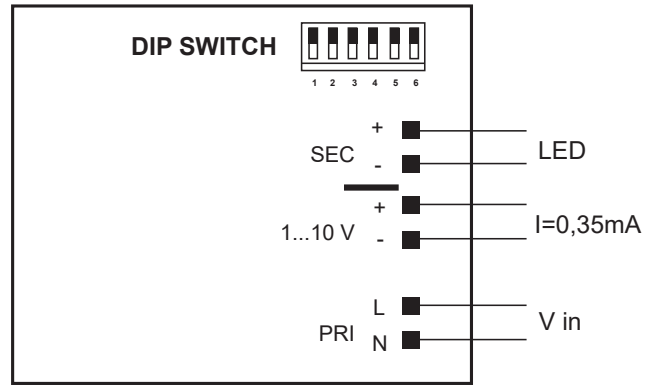 DIP SWITCH
1 2 3 4 5 6
+
SEC
-
LED
+
1...10 V
-
I=0,35mA
L
PRI
N
V in